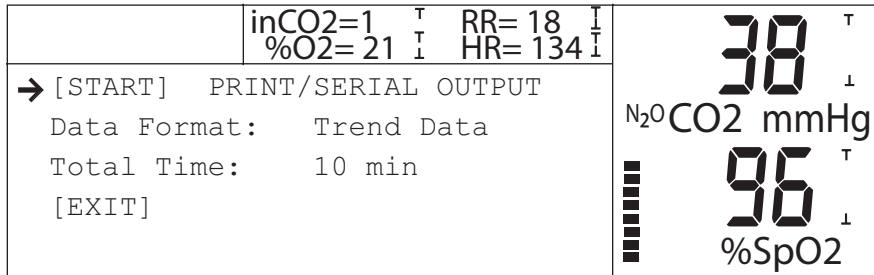 inCO2=1 RR= 18
%O2= 21 HR= 134
[START] PRINT/SERIAL OUTPUT
Data Format: Trend Data
Total Time: 10 min
[EXIT]
38
N2O CO2 mmHg
96
%SpO2